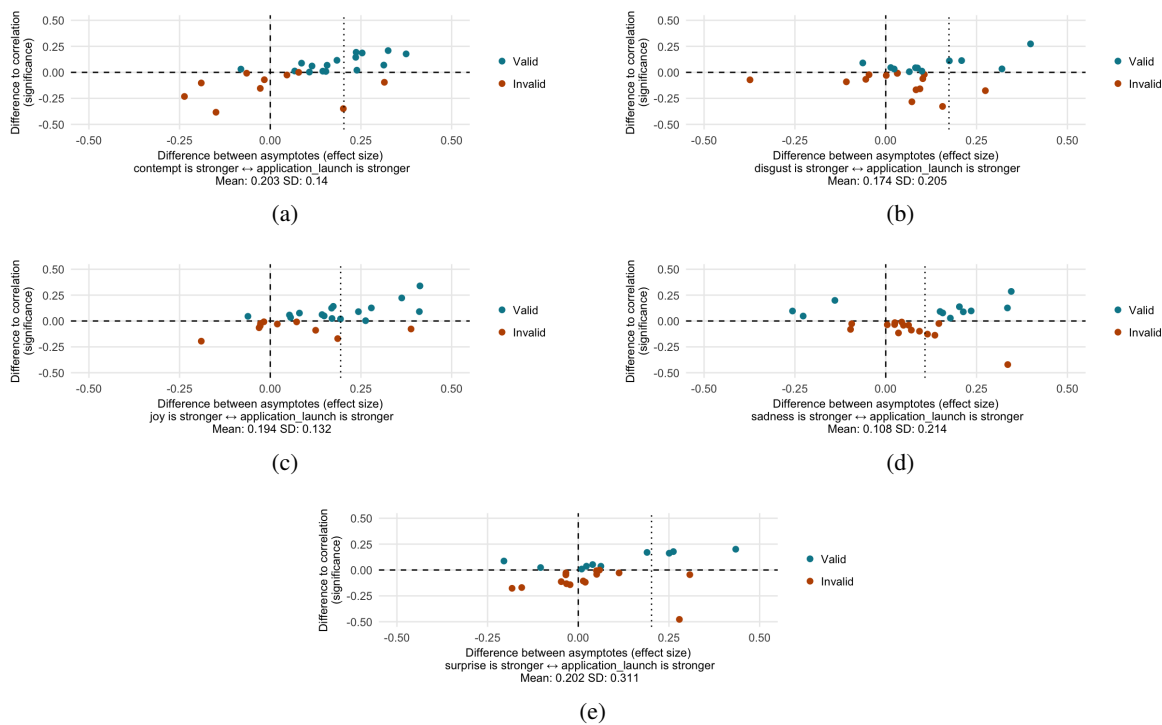 Difference to correlation
(significance)
0.50
0.25
0.00
-0.25
-0.50
-0.50
-0.25
0.00
0.25
0.50
Difference between asymptotes (effect size)
contempt is stronger ↔ application_launch is stronger
Mean: 0.203 SD: 0.14
Valid
Invalid
(a)
Difference to correlation
(significance)
0.50
0.25
0.00
-0.25
-0.50
-0.50
-0.25
0.00
0.25
0.50
Difference between asymptotes (effect size)
disgust is stronger ↔ application_launch is stronger
Mean: 0.174 SD: 0.205
Valid
Invalid
(b)
Difference to correlation
(significance)
0.50
0.25
0.00
-0.25
-0.50
-0.50
-0.25
0.00
0.25
0.50
Difference between asymptotes (effect size)
joy is stronger ↔ application_launch is stronger
Mean: 0.194 SD: 0.132
Valid
Invalid
(c)
Difference to correlation
(significance)
0.50
0.25
0.00
-0.25
-0.50
-0.50
-0.25
0.00
0.25
0.50
Difference between asymptotes (effect size)
sadness is stronger ↔ application_launch is stronger
Mean: 0.108 SD: 0.214
Valid
Invalid
(d)
Difference to correlation
(significance)
0.50
0.25
0.00
-0.25
-0.50
-0.50
-0.25
0.00
0.25
0.50
Difference between asymptotes (effect size)
surprise is stronger ↔ application_launch is stronger
Mean: 0.202 SD: 0.311
Valid
Invalid
(e)